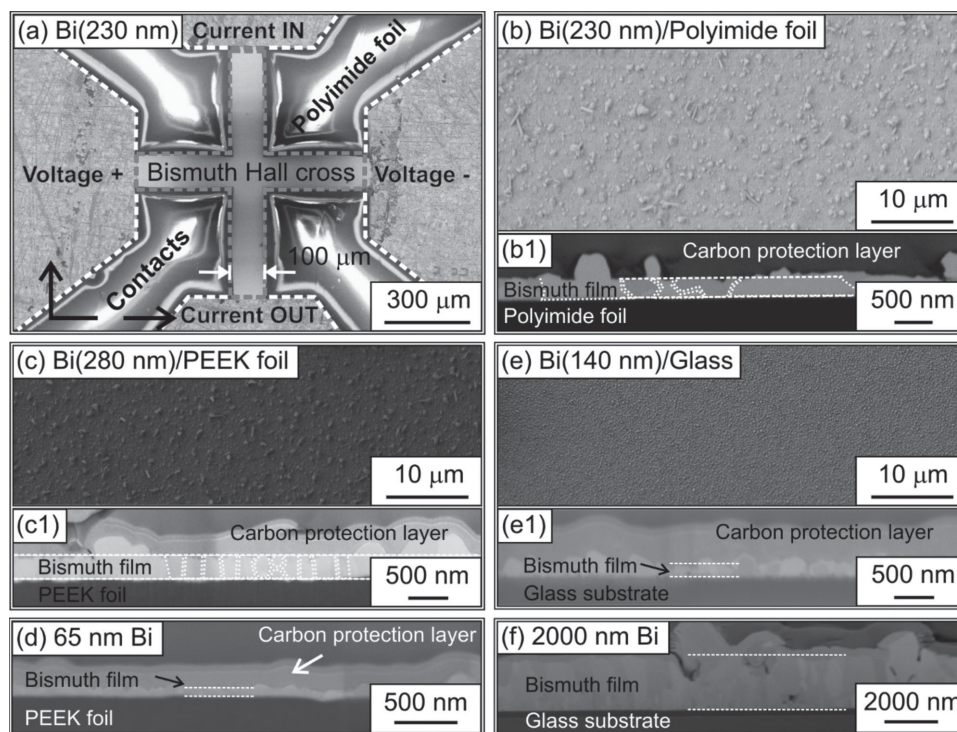 (a) Bi(230 nm)
Current IN
Polyimide foil
Voltage +
Bismuth Hall cross
Voltage -
Contacts
100 μm
Current OUT
300 μm
(b) Bi(230 nm)/Polyimide foil
10 μm
(b1)
Carbon protection layer
Bismuth film
Polyimide foil
500 nm
(c) Bi(280 nm)/PEEK foil
10 μm
(c1)
Carbon protection layer
Bismuth film
PEEK foil
500 nm
(e) Bi(140 nm)/Glass
10 μm
(e1)
Carbon protection layer
Bismuth film
Glass substrate
500 nm
(d) 65 nm Bi
Carbon protection layer
Bismuth film
PEEK foil
500 nm
(f) 2000 nm Bi
Bismuth film
Glass substrate
2000 nm